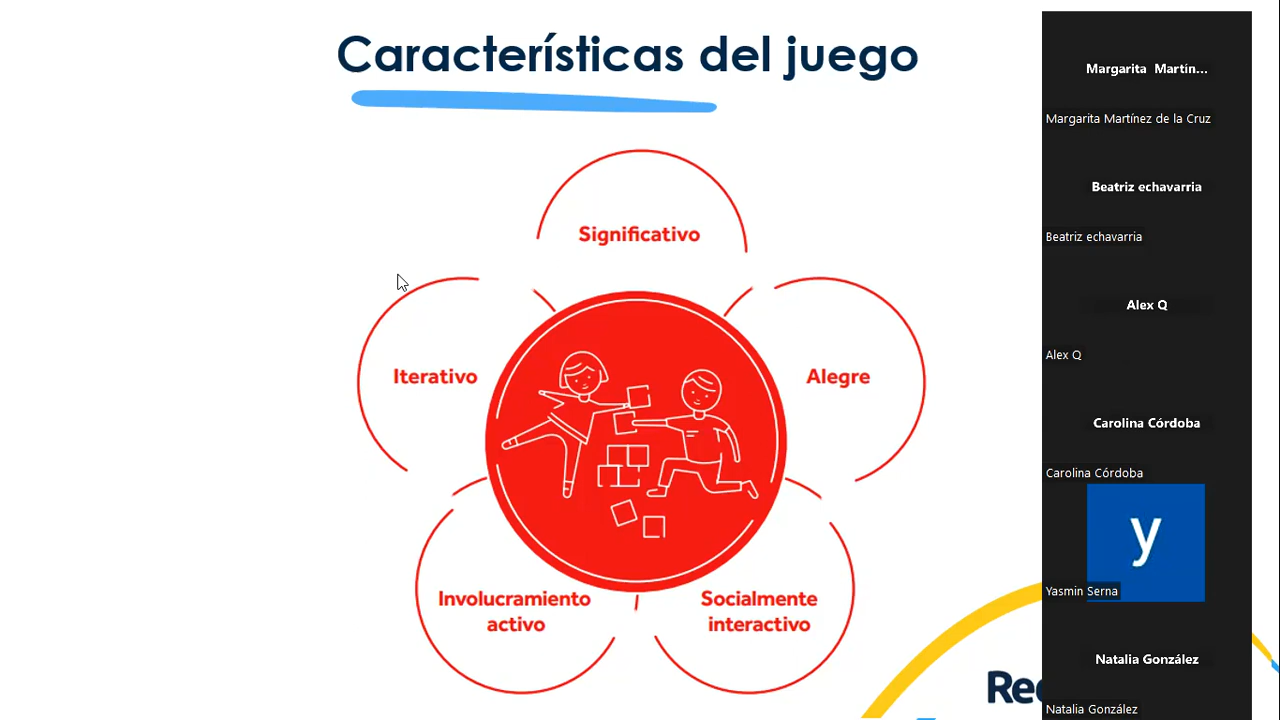 Características del juego
Significativo
Iterativo
Alegre
Involucramiento
activo
Socialmente
interactivo
Margarita Martin...
Margarita Martínez de la Cruz
Beatriz echavarria
Beatriz echavarria
Alex Q
Alex Q
Carolina Córdoba
Carolina Córdoba
y
Yasmin Serna
Natalia González
Natalia González